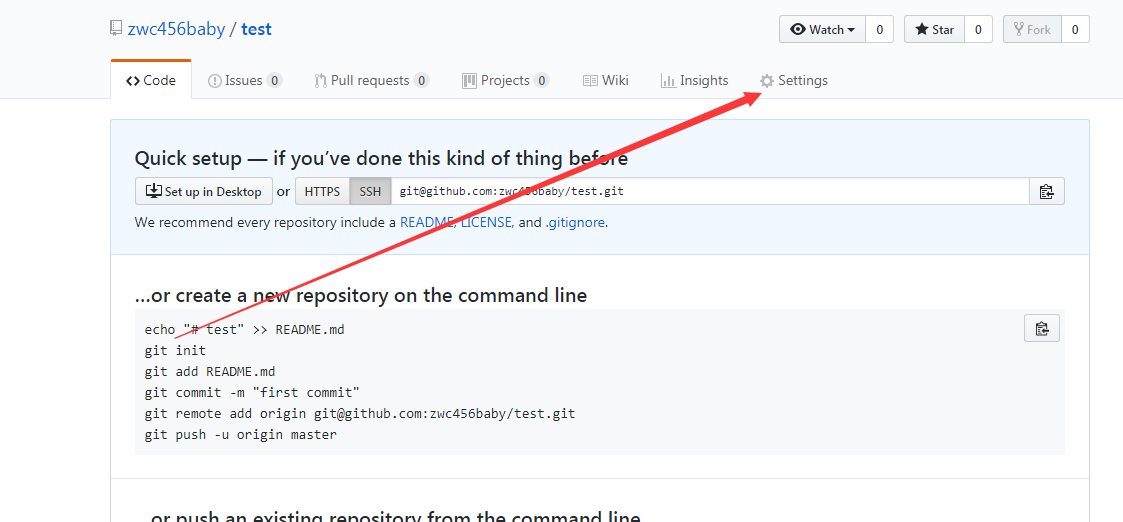 zwc456baby / test
Watch 0 Star 0 Fork 0
Code Issues 0 Pull requests 0 Projects 0 Wiki Insights Settings
Quick setup — if you've done this kind of thing before
Set up in Desktop or HTTPS SSH git@github.com:zwc456baby/test.git
We recommend every repository include a README, LICENSE, and .gitignore.
…or create a new repository on the command line
echo "# test" >> README.md
git init
git add README.md
git commit -m "first commit"
git remote add origin git@github.com:zwc456baby/test.git
git push -u origin master
…or push an existing repository from the command line